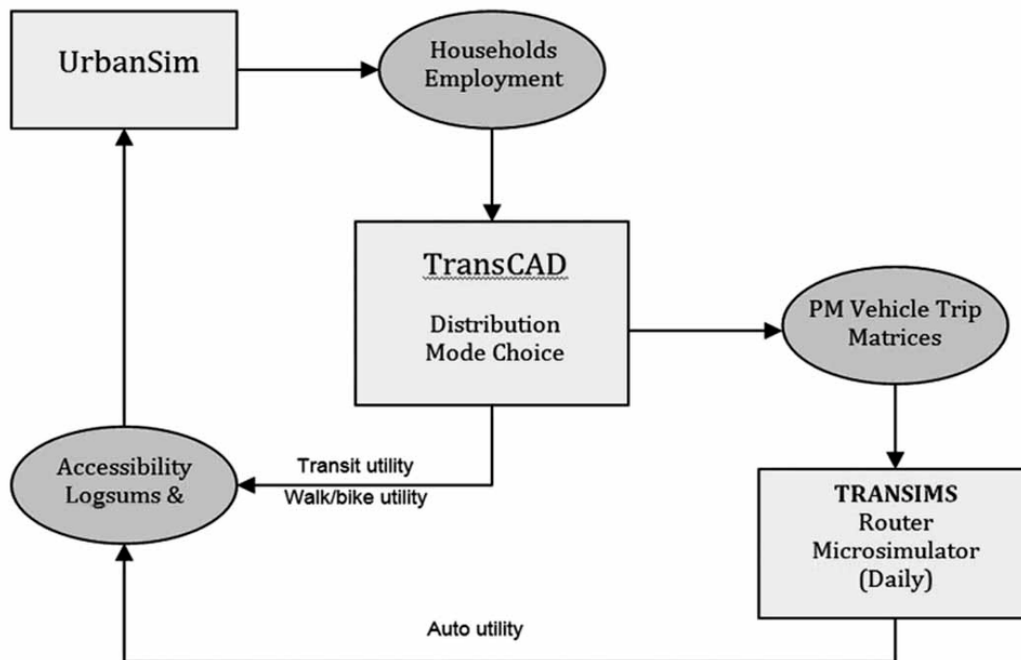 UrbanSim
Households
Employment
TransCAD
Distribution
Mode Choice
PM Vehicle Trip
Matrices
Accessibility
Logsums &
Transit utility
Walk/bike utility
TRANSIMS
Router
Microsimulator
(Daily)
Auto utility